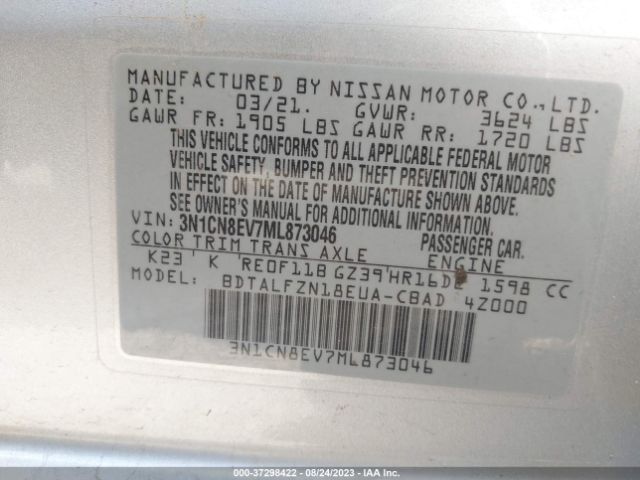 MANUFACTURED BY NISSAN MOTOR CO.,LTD.
DATE: 03/21. GVWR: 3624 LBS
GAWR FR: 1905 LBS GAWR RR: 1720 LBS
THIS VEHICLE CONFORMS TO ALL APPLICABLE FEDERAL MOTOR
VEHICLE SAFETY, BUMPER AND THEFT PREVENTION STANDARDS
IN EFFECT ON THE DATE OF MANUFACTURE SHOWN ABOVE.
SEE OWNER'S MANUAL FOR ADDITIONAL INFORMATION.
VIN: 3N1CN8EV7ML873046 PASSENGER CAR.
COLOR TRIM TRANS AXLE ENGINE
K23 K RE0F11B GZ39 HR16DE 1598 CC
MODEL: BDTALFZN18EUA-CBAD 4Z000
3N1CN8EV7ML873046
000-37298422 - 08/24/2023 - IAAI.COM